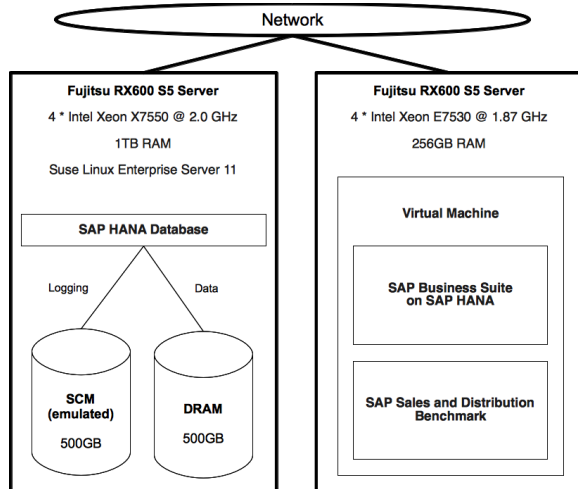 Network
Fujitsu RX600 S5 Server
4 * Intel Xeon X7550 @ 2.0 GHz
1TB RAM
Suse Linux Enterprise Server 11
SAP HANA Database
Logging
Data
SCM
(emulated)
500GB
DRAM
500GB
Fujitsu RX600 S5 Server
4 * Intel Xeon E7530 @ 1.87 GHz
256GB RAM
Virtual Machine
SAP Business Suite
on SAP HANA
SAP Sales and Distribution
Benchmark